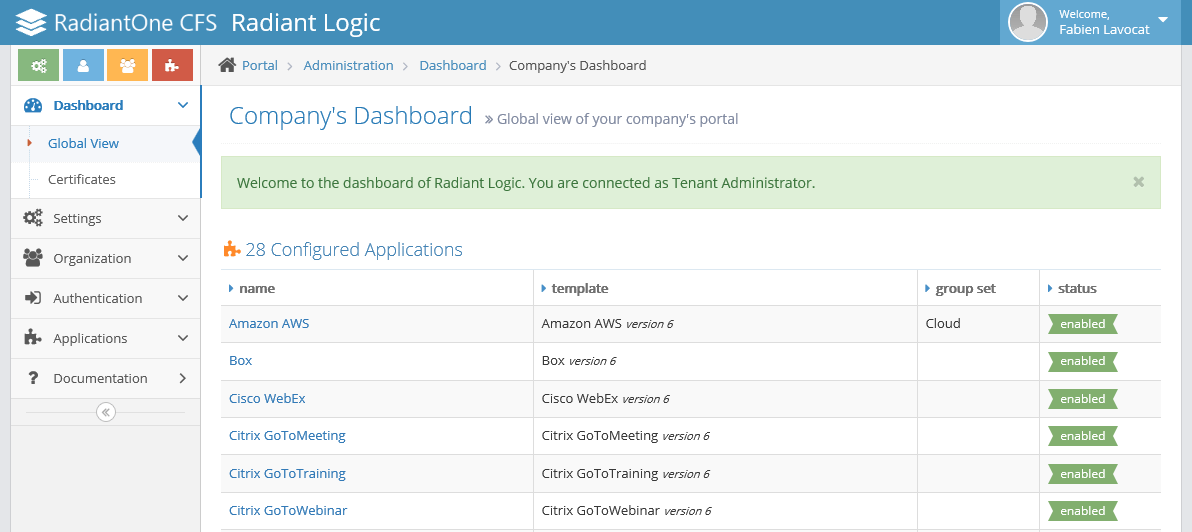 RadiantOne CFS Radiant Logic
Welcome,
Fabien Lavocat
Portal Administration Dashboard Company's Dashboard
Dashboard
Global View
Certificates
Settings
Organization
Authentication
Applications
? Documentation
Company's Dashboard » Global view of your company's portal
Welcome to the dashboard of Radiant Logic. You are connected as Tenant Administrator. ×
28 Configured Applications
name template group set status
Amazon AWS Amazon AWS version 6 Cloud enabled
Box Box version 6 enabled
Cisco WebEx Cisco WebEx version 6 enabled
Citrix GoToMeeting Citrix GoToMeeting version 6 enabled
Citrix GoToTraining Citrix GoToTraining version 6 enabled
Citrix GoToWebinar Citrix GoToWebinar version 6 enabled